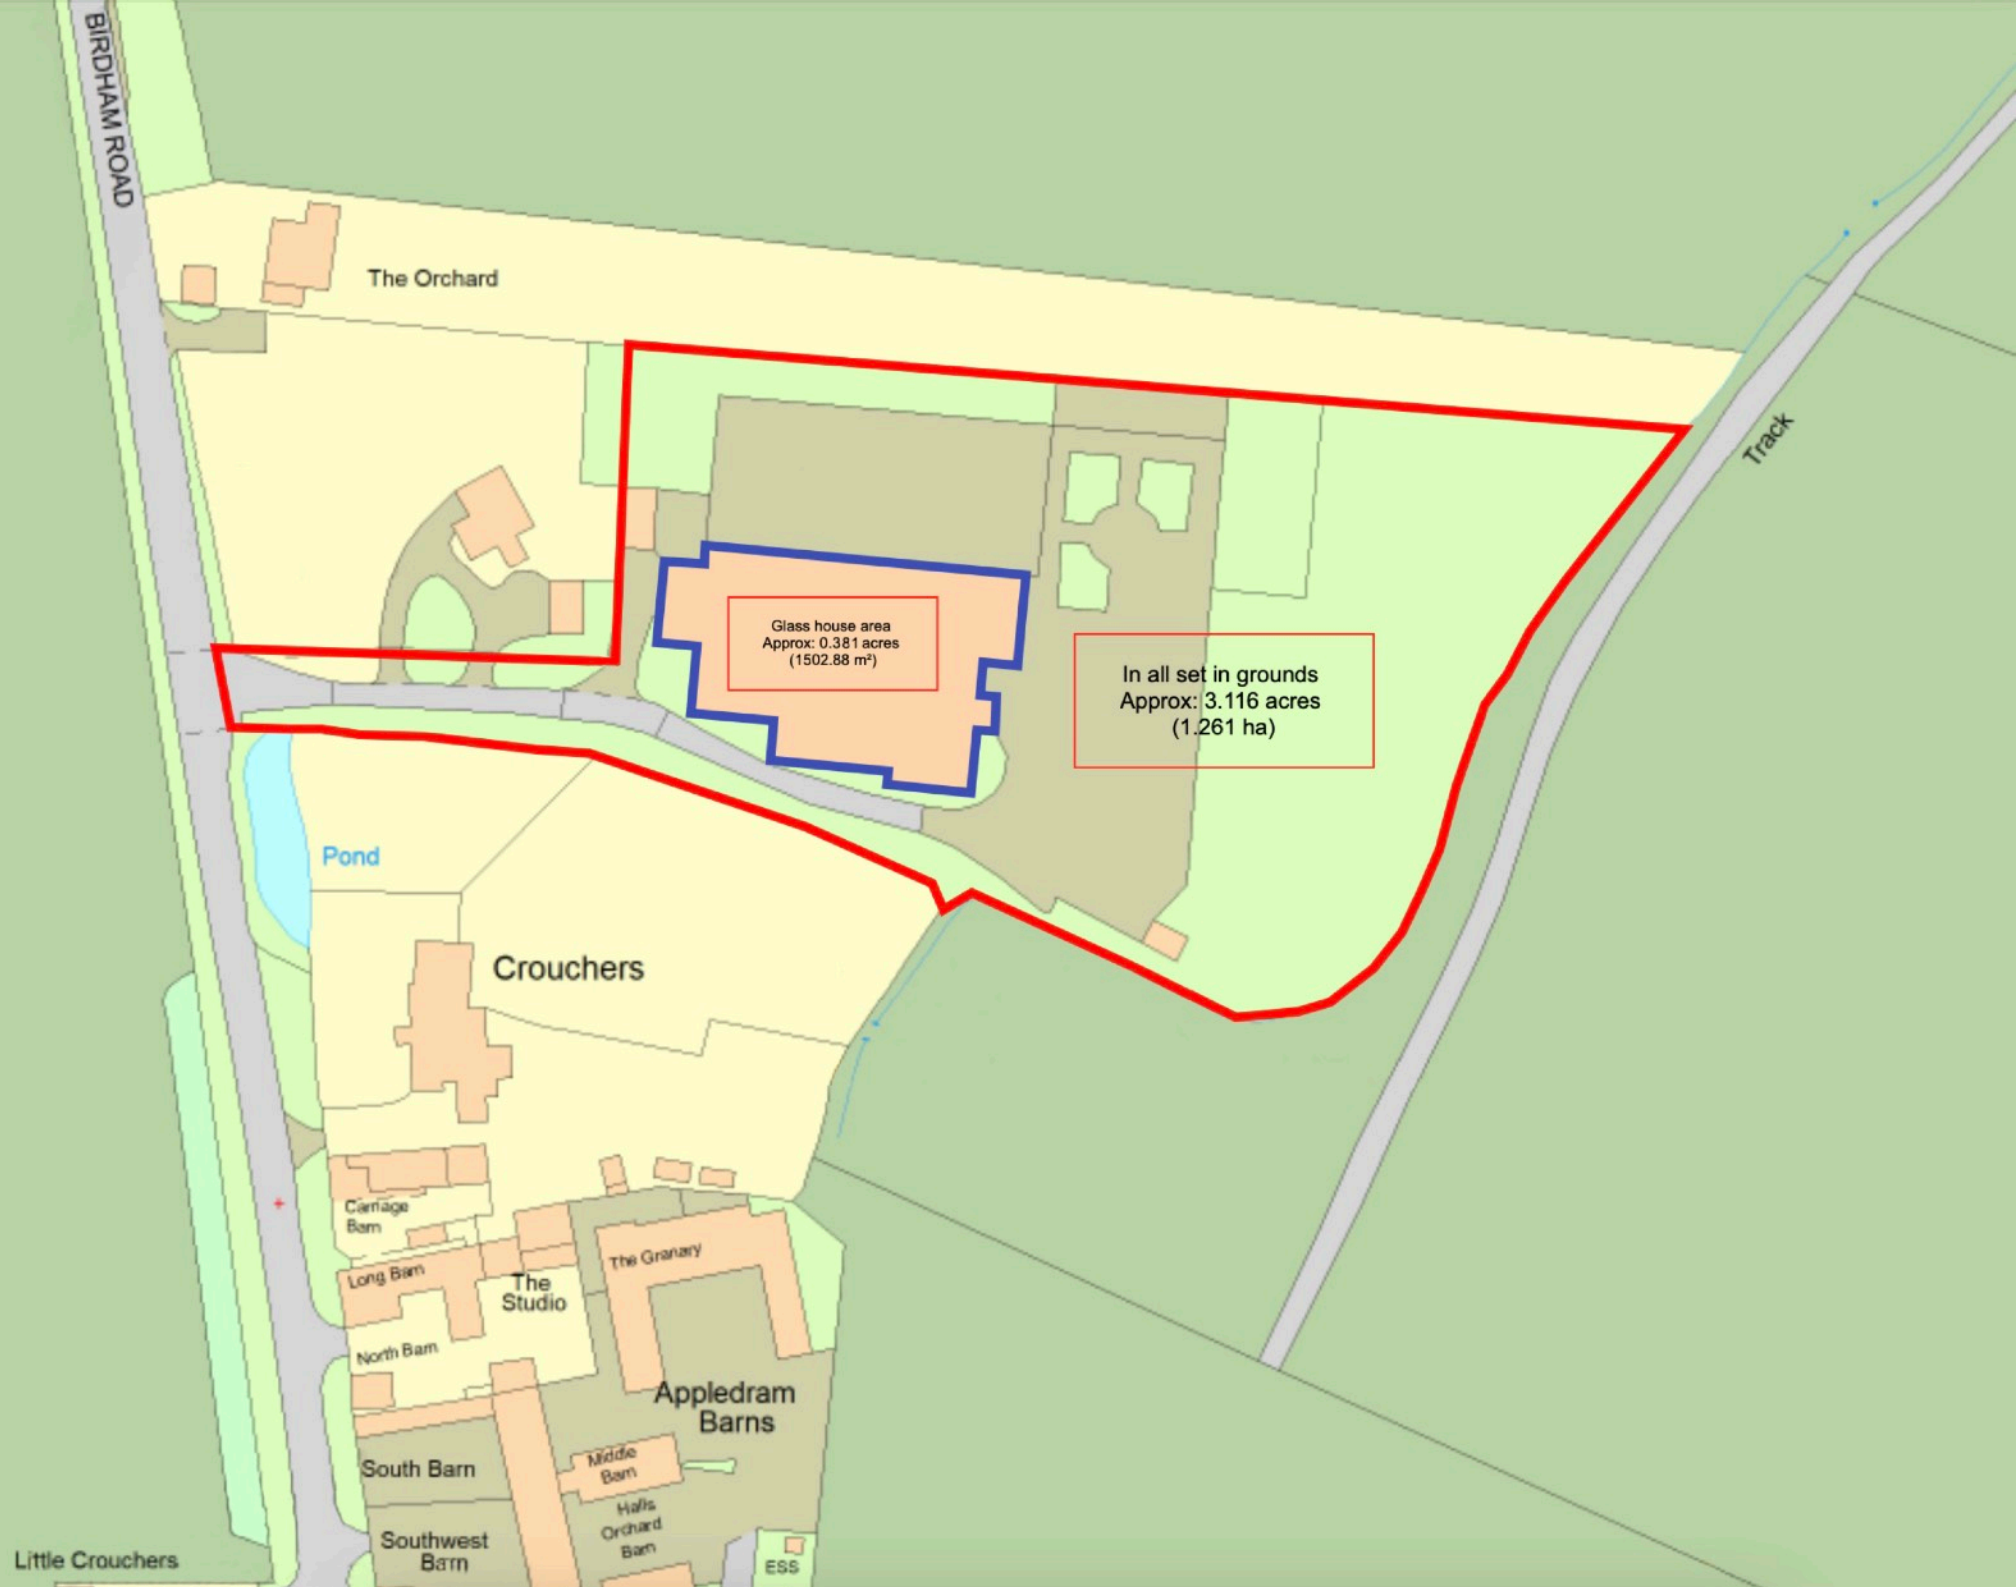 BIRDHAM ROAD
The Orchard
Track
Glass house area
Approx: 0.381 acres
(1502.88 m²)
In all set in grounds
Approx: 3.116 acres
(1.261 ha)
Pond
Crouchers
Carriage
Barn
Long Barn
The
Studio
The Granary
North Barn
Appledram
Barns
South Barn
Middle
Barn
Halls
Orchard
Barn
Southwest
Barn
ESS
Little Crouchers